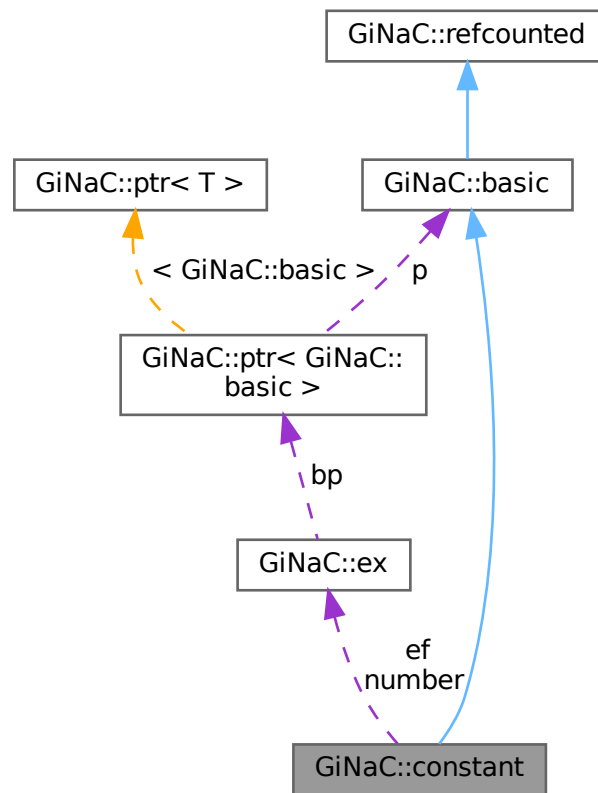 GiNaC::refcounted
GiNaC::ptr< T >
GiNaC::basic
< GiNaC::basic >
p
GiNaC::ptr< GiNaC::
basic >
bp
GiNaC::ex
ef
number
GiNaC::constant